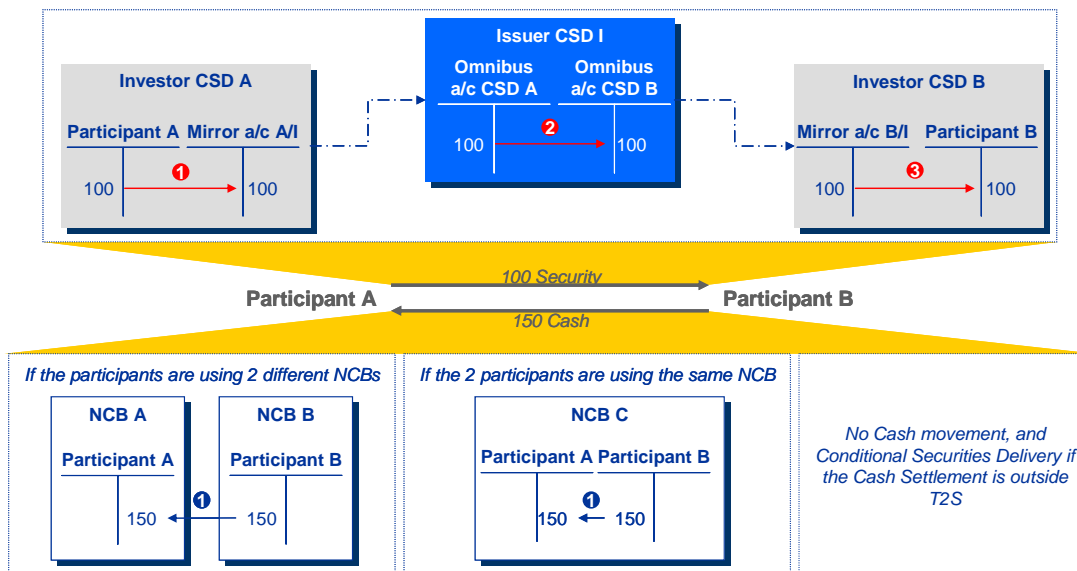 Issuer CSD I
Omnibus a/c CSD A
Omnibus a/c CSD B
100
2
100
Investor CSD A
Participant A
Mirror a/c A/I
100
1
100
Investor CSD B
Mirror a/c B/I
Participant B
100
3
100
100 Security
Participant A
Participant B
150 Cash
If the participants are using 2 different NCBs
NCB A
NCB B
Participant A
Participant B
150
1
150
If the 2 participants are using the same NCB
NCB C
Participant A
Participant B
150
1
150
No Cash movement, and
Conditional Securities Delivery if
the Cash Settlement is outside
T2S